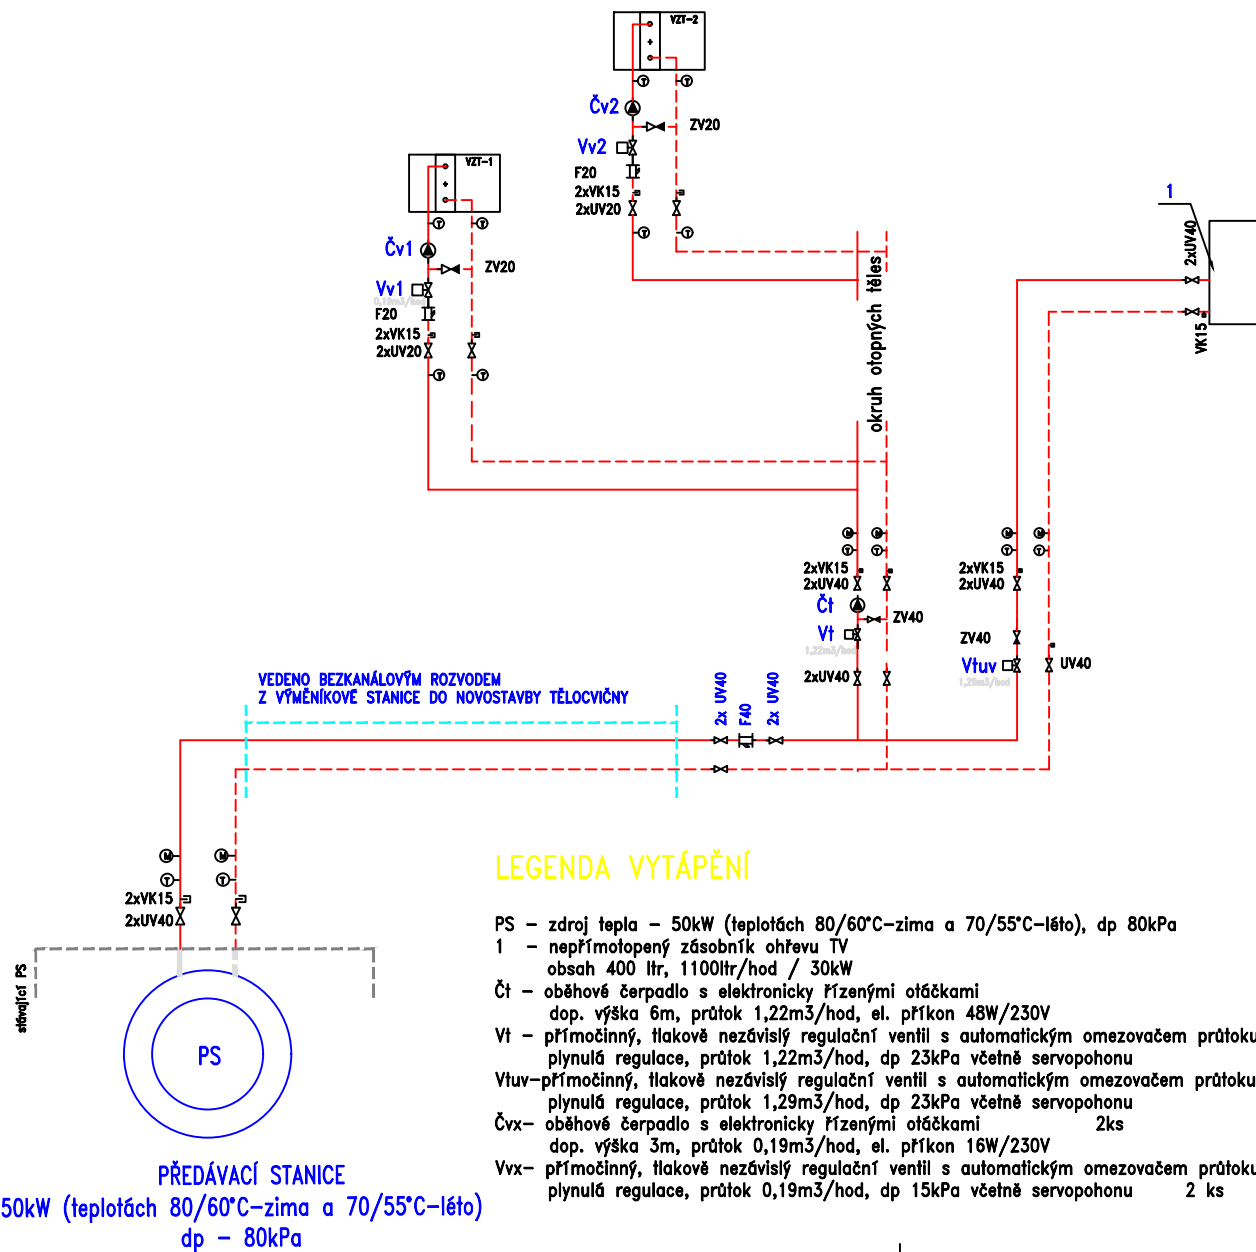 VZT-2
T
T
Čv2
ZV20
Vv2
F20
2xVK15
2xUV20
T
T
VZT-1
T
T
Čv1
ZV20
Vv1
0,19m3/hod
F20
2xVK15
2xUV20
T
T
okruh otopných těles
1
2xUV40
VK15
M
M
T
T
2xVK15
2xUV40
Čt
ZV40
Vt
1,22m3/hod
2xUV40
M
M
T
T
2xVK15
2xUV40
ZV40
Vtuv
1,29m3/hod
UV40
VEDENO BEZKANÁLOVÝM ROZVODEM
Z VÝMĚNÍKOVÉ STANICE DO NOVOSTAVBY TĚLOCVIČNY
2x UV40
F40
2x UV40
M
M
T
T
2xVK15
2xUV40
stávající PS
PS
PŘEDÁVACÍ STANICE
50kW (teplotách 80/60°C-zima a 70/55°C-léto)
dp - 80kPa
LEGENDA VYTÁPĚNÍ
PS - zdroj tepla - 50kW (teplotách 80/60°C-zima a 70/55°C-léto), dp 80kPa
1 - nepřímotopený zásobník ohřevu TV
obsah 400 ltr, 1100ltr/hod / 30kW
Čt - oběhové čerpadlo s elektronicky řízenými otáčkami
dop. výška 6m, průtok 1,22m3/hod, el. příkon 48W/230V
Vt - přímočinný, tlakově nezávislý regulační ventil s automatickým omezovačem průtoku
plynulá regulace, průtok 1,22m3/hod, dp 23kPa včetně servopohonu
Vtuv-přímočinný, tlakově nezávislý regulační ventil s automatickým omezovačem průtoku
plynulá regulace, průtok 1,29m3/hod, dp 23kPa včetně servopohonu
Čvx- oběhové čerpadlo s elektronicky řízenými otáčkami 2ks
dop. výška 3m, průtok 0,19m3/hod, el. příkon 16W/230V
Vvx- přímočinný, tlakově nezávislý regulační ventil s automatickým omezovačem průtoku
plynulá regulace, průtok 0,19m3/hod, dp 15kPa včetně servopohonu 2 ks